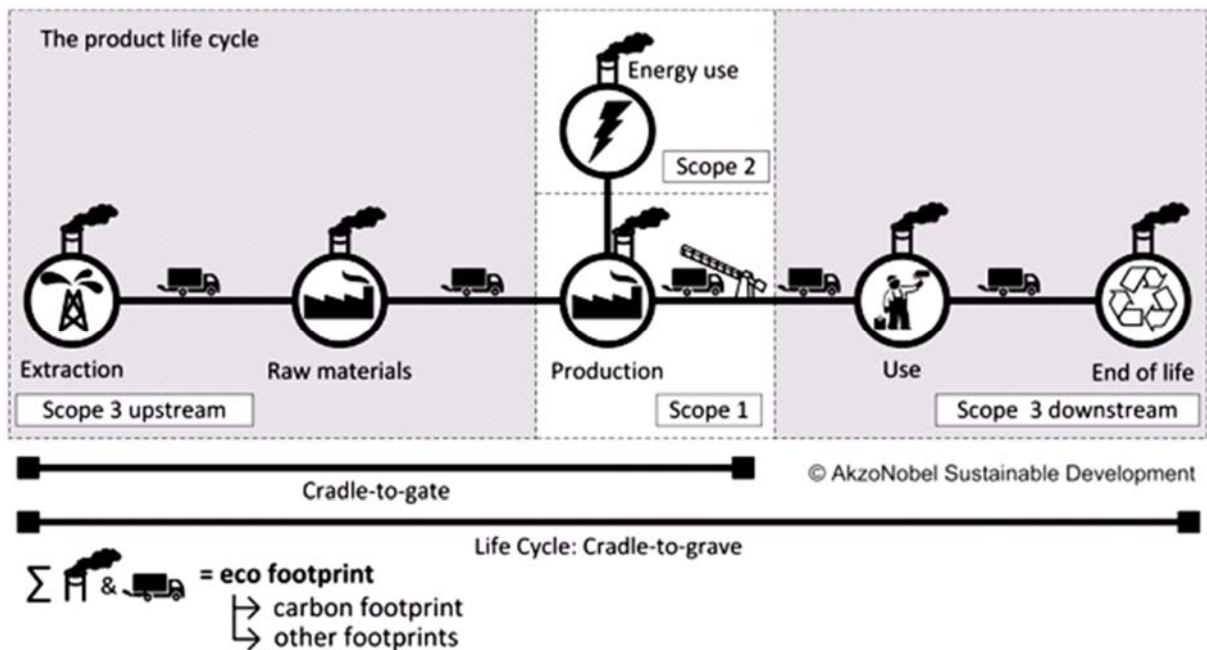 The product life cycle
Energy use
Scope 2
Extraction
Raw materials
Production
Use
End of life
Scope 3 upstream
Scope 1
Scope 3 downstream
Cradle-to-gate
© AkzoNobel Sustainable Development
Life Cycle: Cradle-to-grave
∑ & = eco footprint
carbon footprint
other footprints